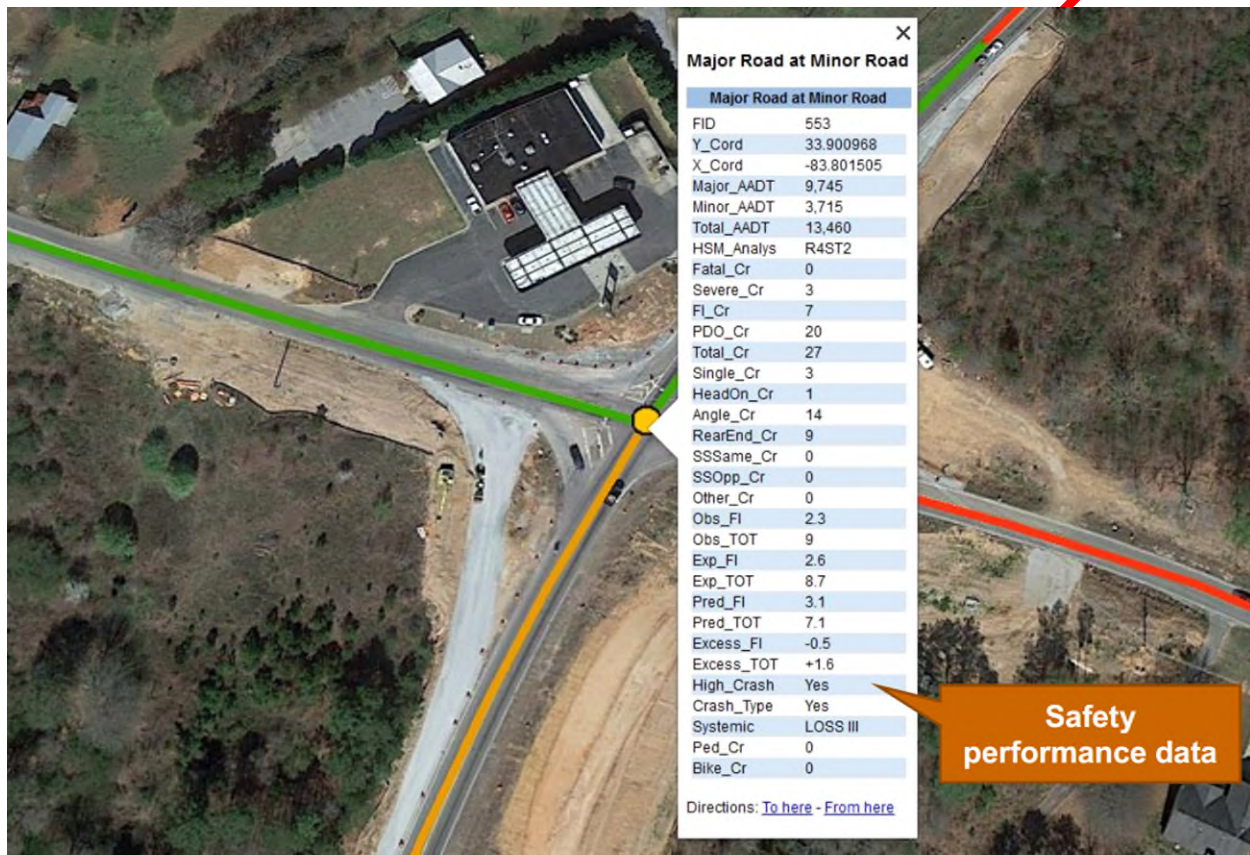 ×
Major Road at Minor Road
Major Road at Minor Road
FID 553
Y_Cord 33.900968
X_Cord -83.801505
Major_AADT 9,745
Minor_AADT 3,715
Total_AADT 13,460
HSM_Analys R4ST2
Fatal_Cr 0
Severe_Cr 3
FI_Cr 7
PDO_Cr 20
Total_Cr 27
Single_Cr 3
HeadOn_Cr 1
Angle_Cr 14
RearEnd_Cr 9
SSSame_Cr 0
SSOpp_Cr 0
Other_Cr 0
Obs_FI 2.3
Obs_TOT 9
Exp_FI 2.6
Exp_TOT 8.7
Pred_FI 3.1
Pred_TOT 7.1
Excess_FI -0.5
Excess_TOT +1.6
High_Crash Yes
Crash_Type Yes
Systemic LOSS III
Ped_Cr 0
Bike_Cr 0
Directions: To here - From here
Safety
performance data